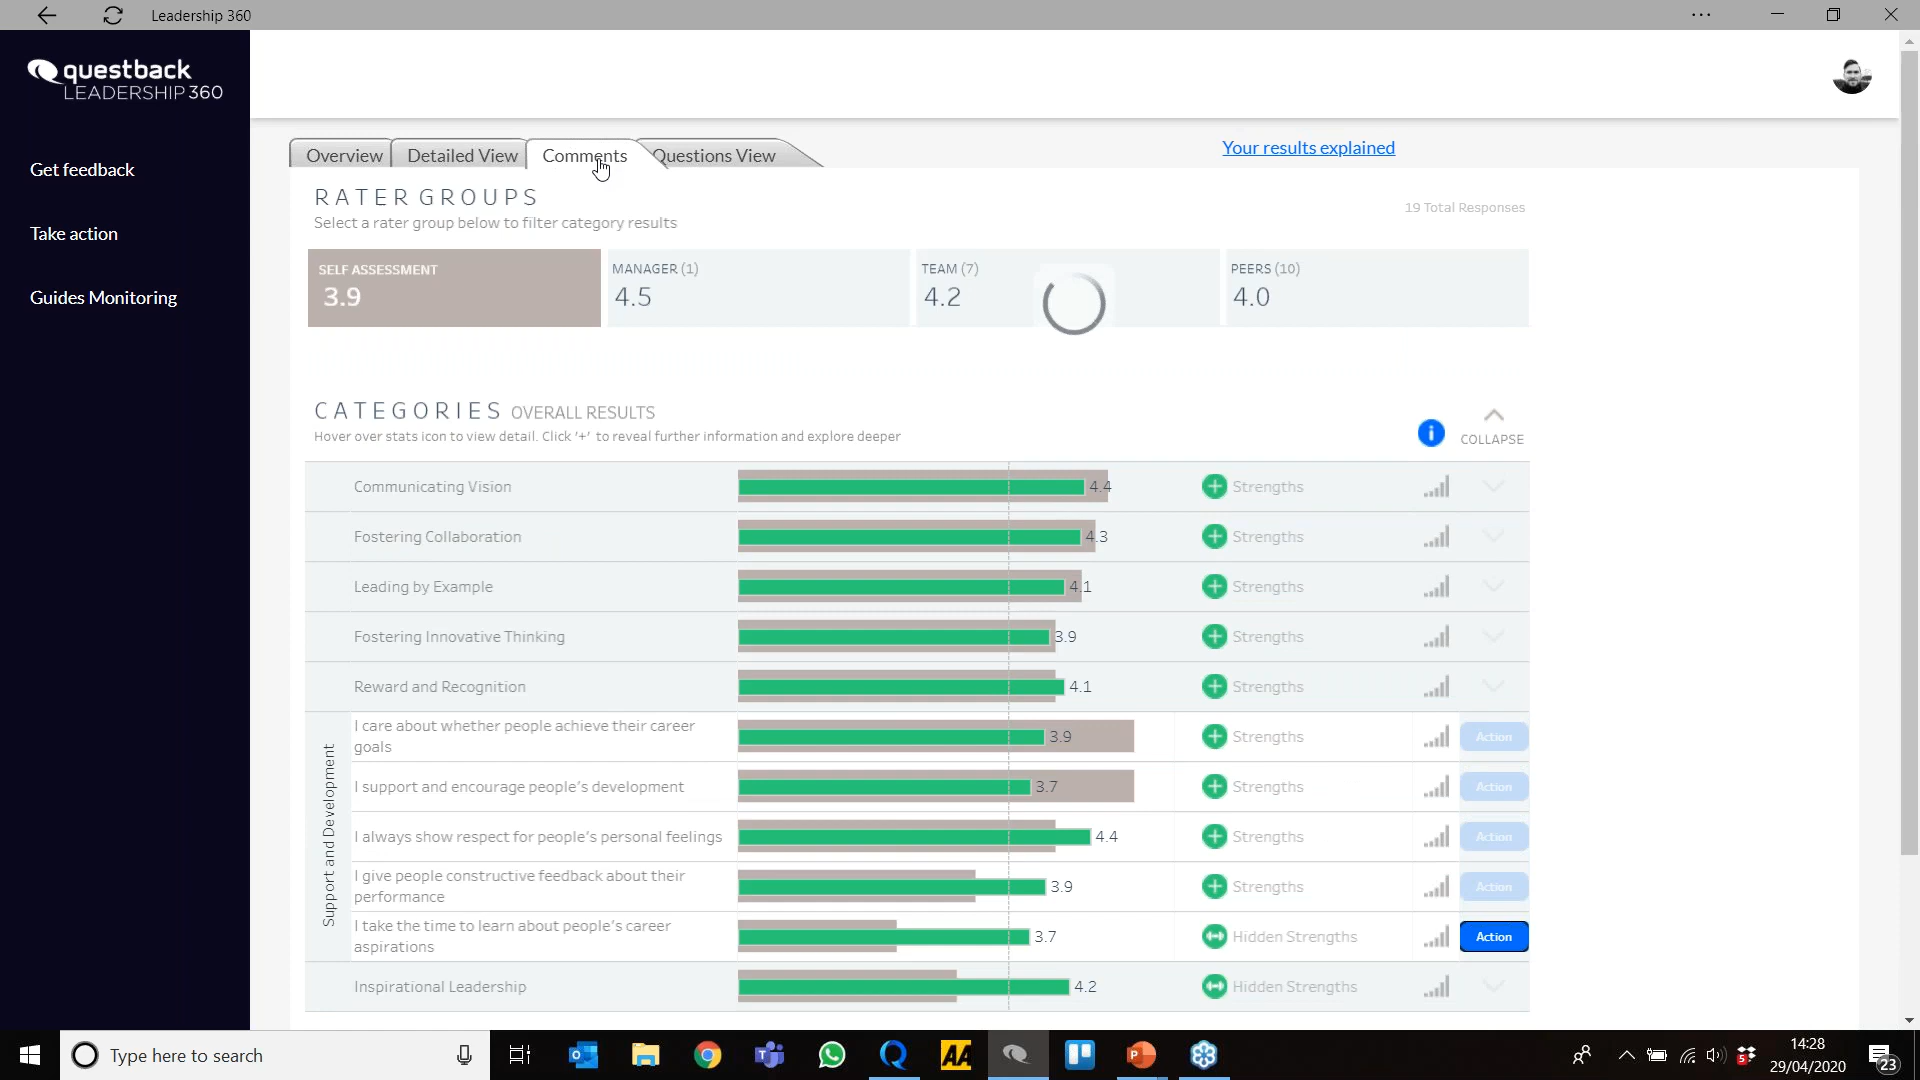 Leadership 360
questback
LEADERSHIP 360
Get feedback
Take action
Guides Monitoring
Overview
Detailed View
Comments
Questions View
Your results explained
RATER GROUPS
Select a rater group below to filter category results
19 Total Responses
SELF ASSESSMENT
3.9
MANAGER (1)
4.5
TEAM (7)
4.2
PEERS (10)
4.0
CATEGORIES OVERALL RESULTS
Hover over stats icon to view detail. Click '+' to reveal further information and explore deeper
i
COLLAPSE
Communicating Vision 4.4 Strengths
Fostering Collaboration 4.3 Strengths
Leading by Example 4.1 Strengths
Fostering Innovative Thinking 3.9 Strengths
Reward and Recognition 4.1 Strengths
Support and Development
I care about whether people achieve their career
goals
3.9 Strengths Action
I support and encourage people's development 3.7 Strengths Action
I always show respect for people's personal feelings 4.4 Strengths Action
I give people constructive feedback about their
performance
3.9 Strengths Action
I take the time to learn about people's career
aspirations
3.7 Hidden Strengths Action
Inspirational Leadership 4.2 Hidden Strengths
Type here to search
AA
14:28
29/04/2020
23